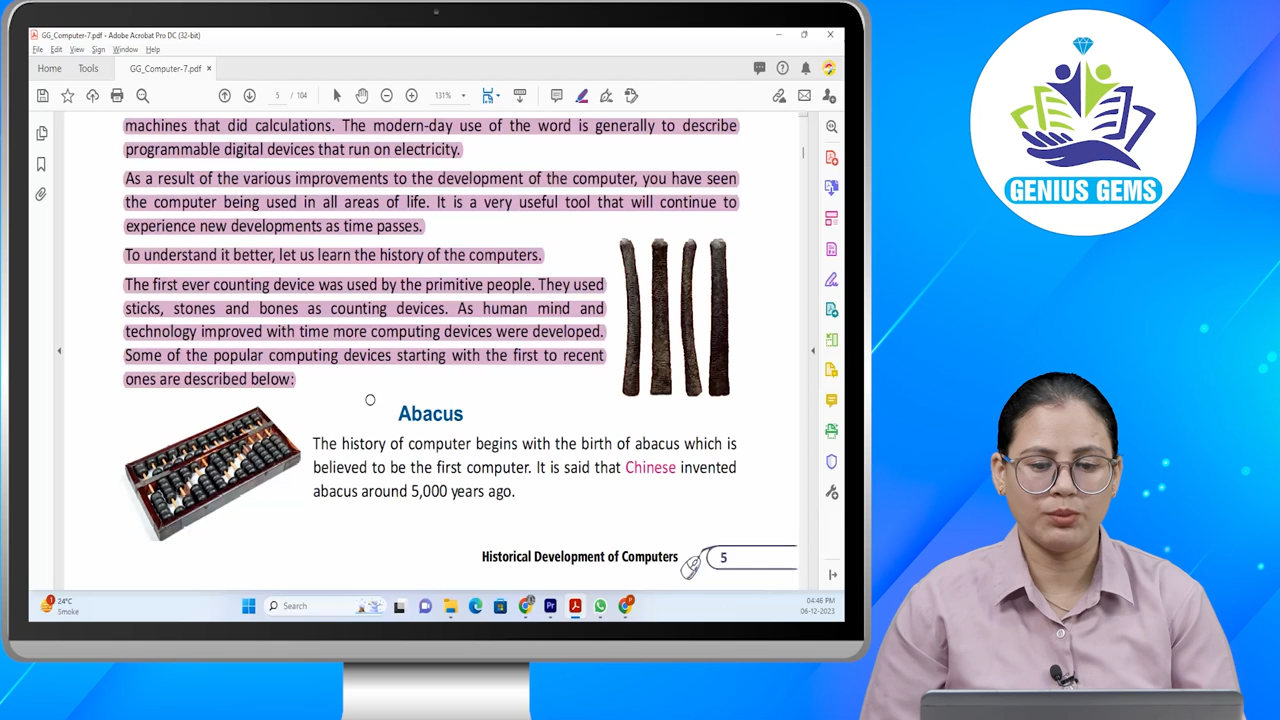 GG_Computer-7.pdf - Adobe Acrobat Pro DC (32-bit)
File Edit View Sign Window Help
Home Tools GG_Computer-7.pdf ×
5 / 104 131%
machines that did calculations. The modern-day use of the word is generally to describe
programmable digital devices that run on electricity.
As a result of the various improvements to the development of the computer, you have seen
the computer being used in all areas of life. It is a very useful tool that will continue to
experience new developments as time passes.
To understand it better, let us learn the history of the computers.
The first ever counting device was used by the primitive people. They used
sticks, stones and bones as counting devices. As human mind and
technology improved with time more computing devices were developed.
Some of the popular computing devices starting with the first to recent
ones are described below:
Abacus
The history of computer begins with the birth of abacus which is
believed to be the first computer. It is said that Chinese invented
abacus around 5,000 years ago.
Historical Development of Computers 5
24°C
Smoke
Search
04:46 PM
06-12-2023
GENIUS GEMS